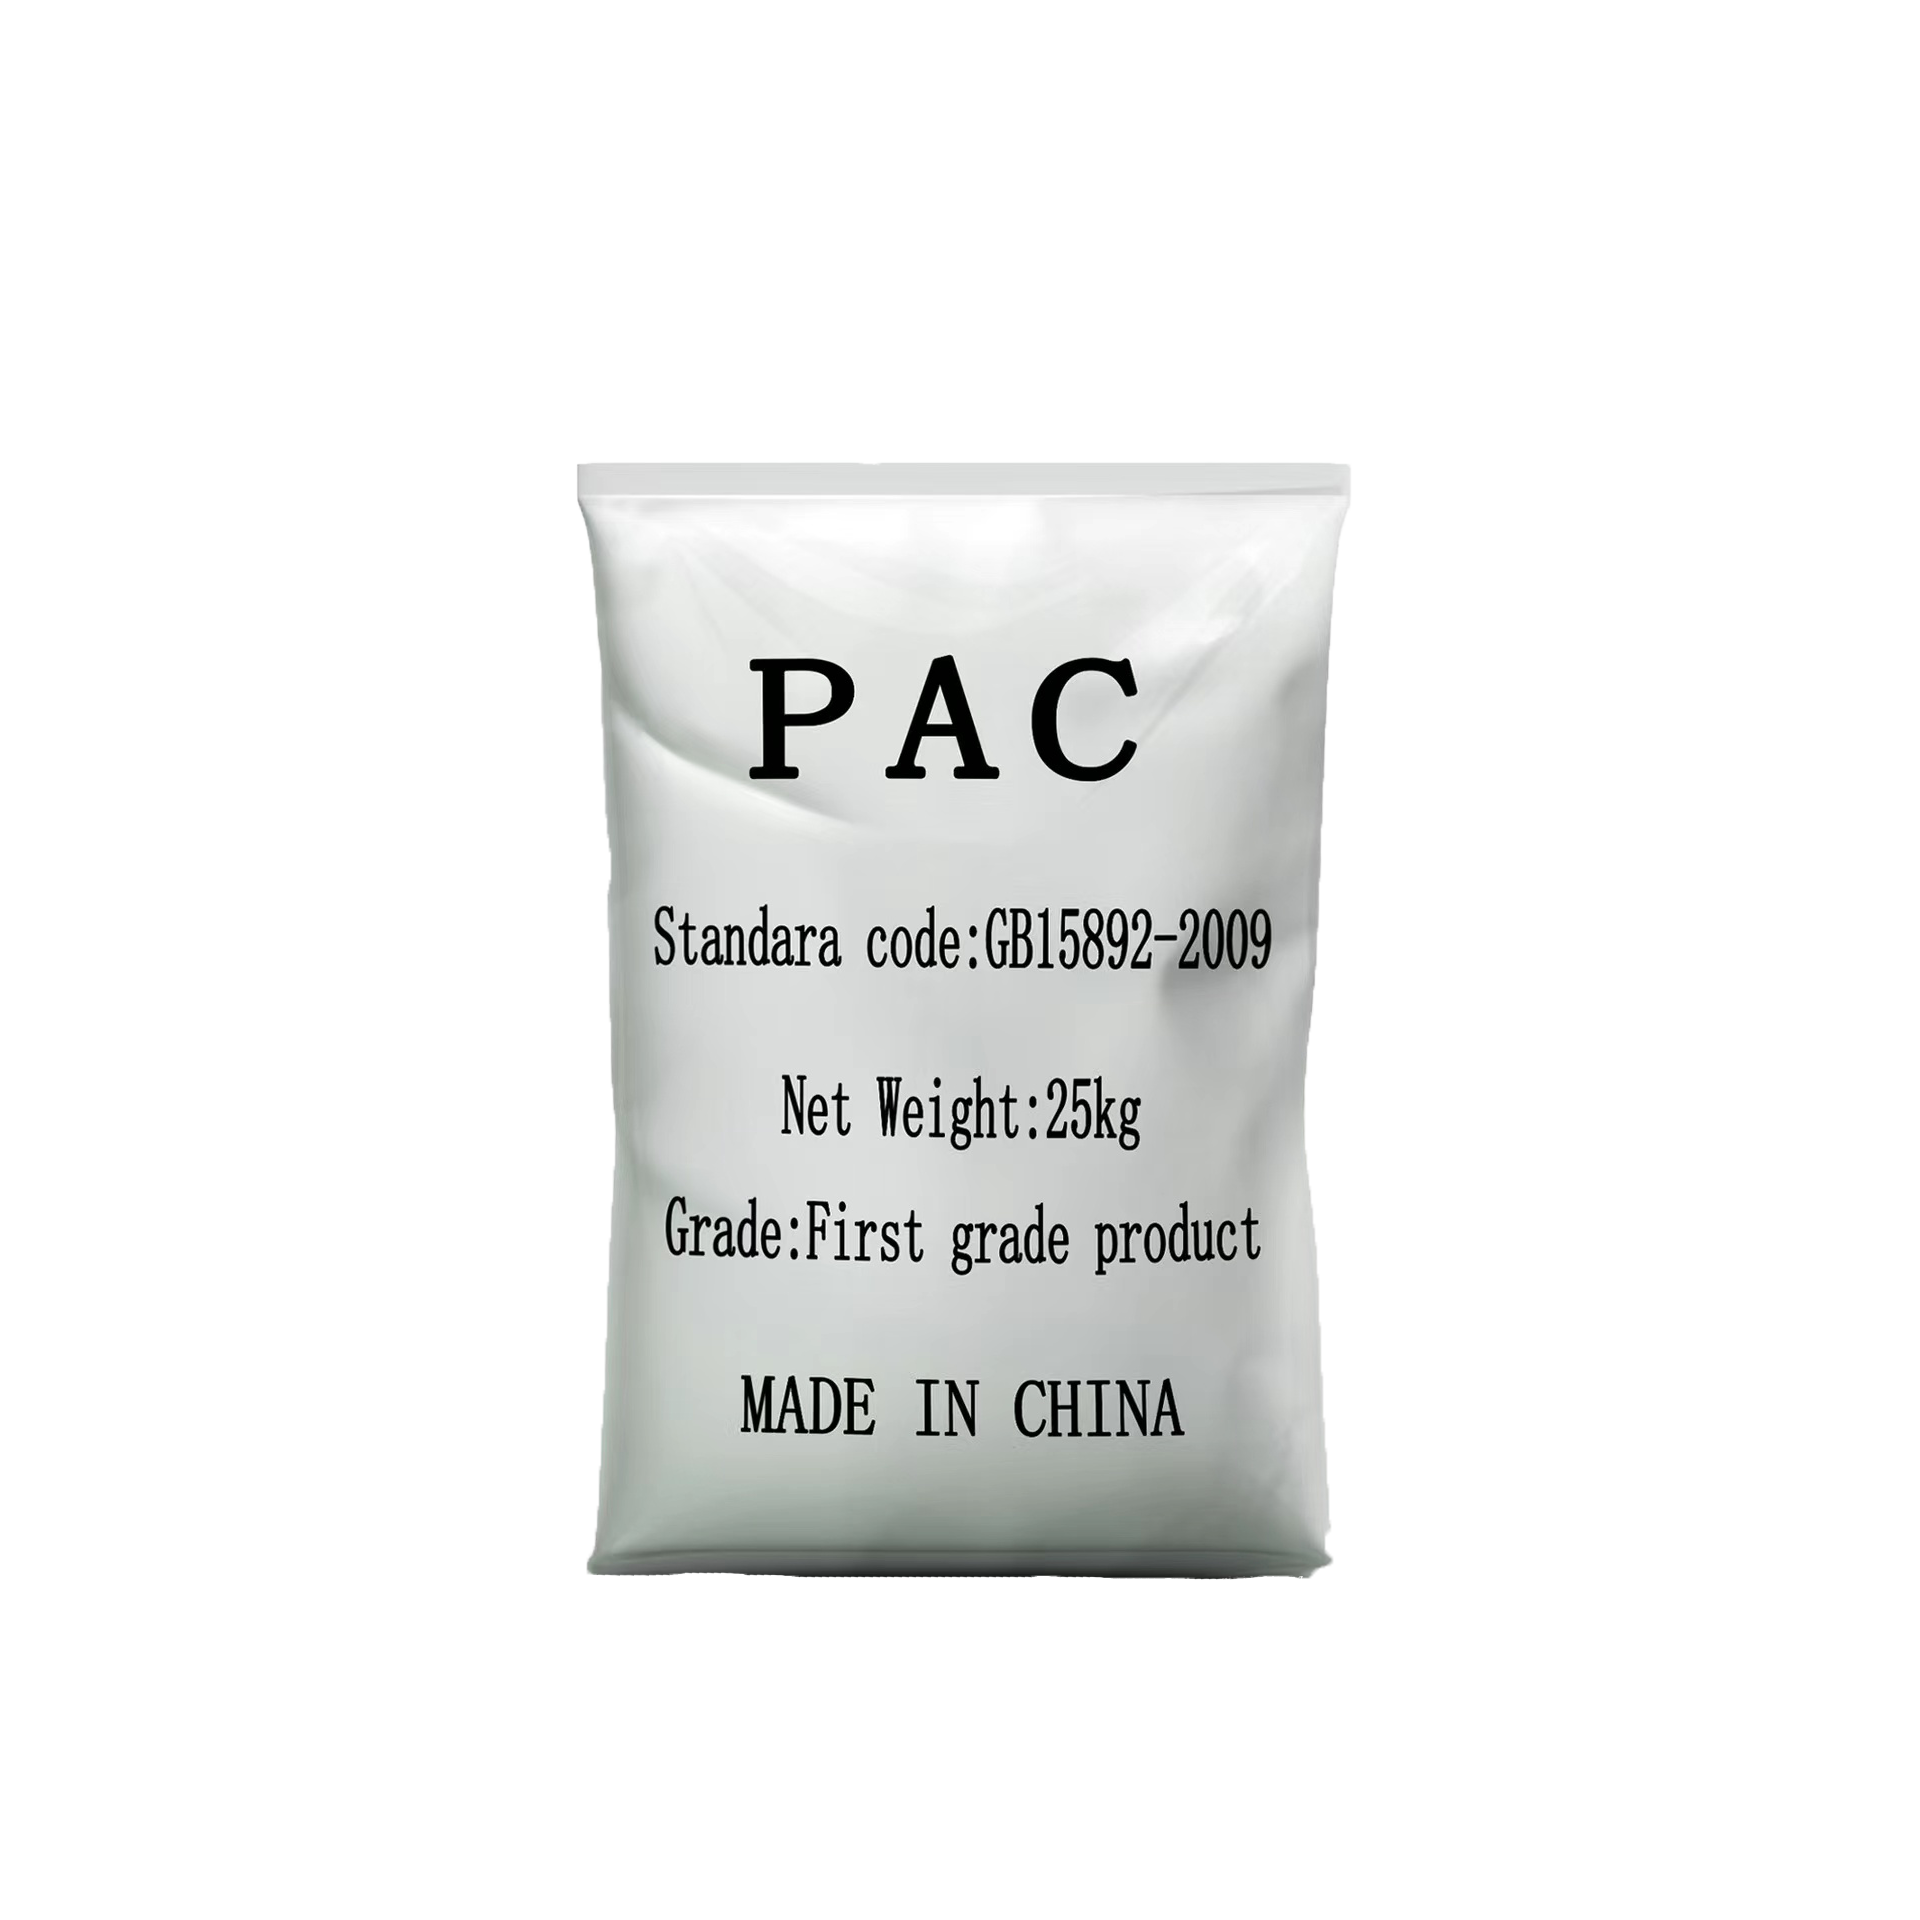 PAC
Standara code:GB15892-2009
Net Weight:25kg
Grade:First grade product
MADE IN CHINA